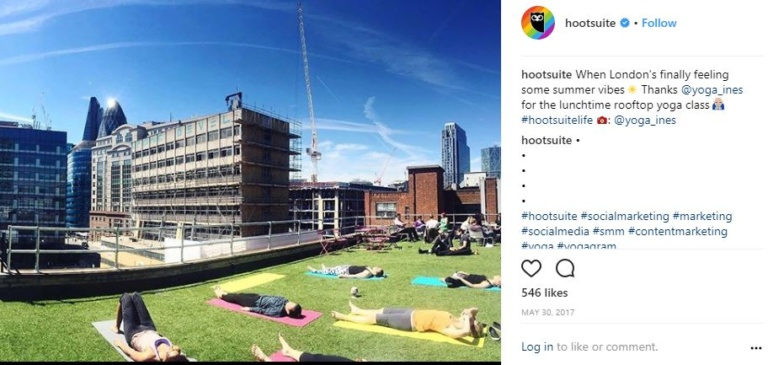 hootsuite • Follow
hootsuite When London's finally feeling
some summer vibes ☀ Thanks @yoga_ines
for the lunchtime rooftop yoga class
#hootsuitelife 📷: @yoga_ines
hootsuite •
•
•
•
•
#hootsuite #socialmarketing #marketing
#socialmedia #smm #contentmarketing
#yoga #yogagram
546 likes
MAY 30, 2017
Log in to like or comment.